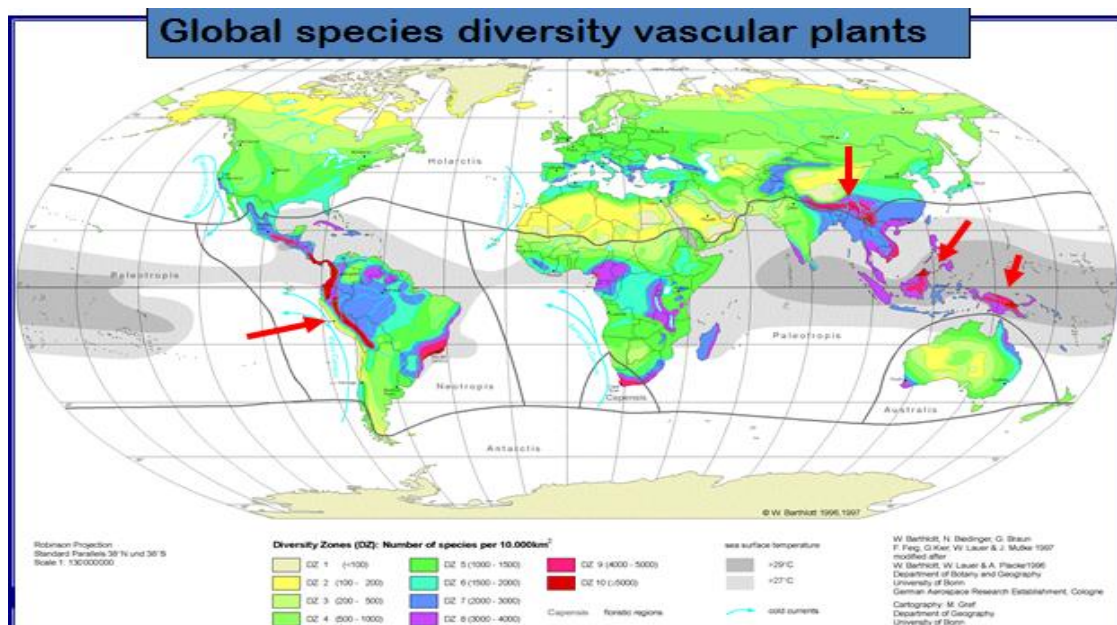 Global species diversity vascular plants
Holarctis
Paleotropis
Neotropis
Paleotropis
Capensis
Australis
Antarctis
© W. Barthlott 1996,1997
Robinson Projection
Standard Parallels 38°N und 38°S
Scale 1: 130000000
Diversity Zones (DZ): Number of species per 10.000km²
DZ 1 (<100)
DZ 2 (100 - 200)
DZ 3 (200 - 500)
DZ 4 (500 - 1000)
DZ 5 (1000 - 1500)
DZ 6 (1500 - 2000)
DZ 7 (2000 - 3000)
DZ 8 (3000 - 4000)
DZ 9 (4000 - 5000)
DZ 10 (≥5000)
Capensis floristic regions
sea surface temperature
>29°C
>27°C
cold currents
W. Barthlott, N. Biedinger, G. Braun
F. Feig, G.Kier, W. Lauer & J. Mutke 1997
modified after
W. Barthlott, W. Lauer & A. Placke1996
Department of Botany and Geography
University of Bonn
German Aerospace Research Establishment, Cologne
Cartography: M. Gref
Department of Geography
University of Bonn